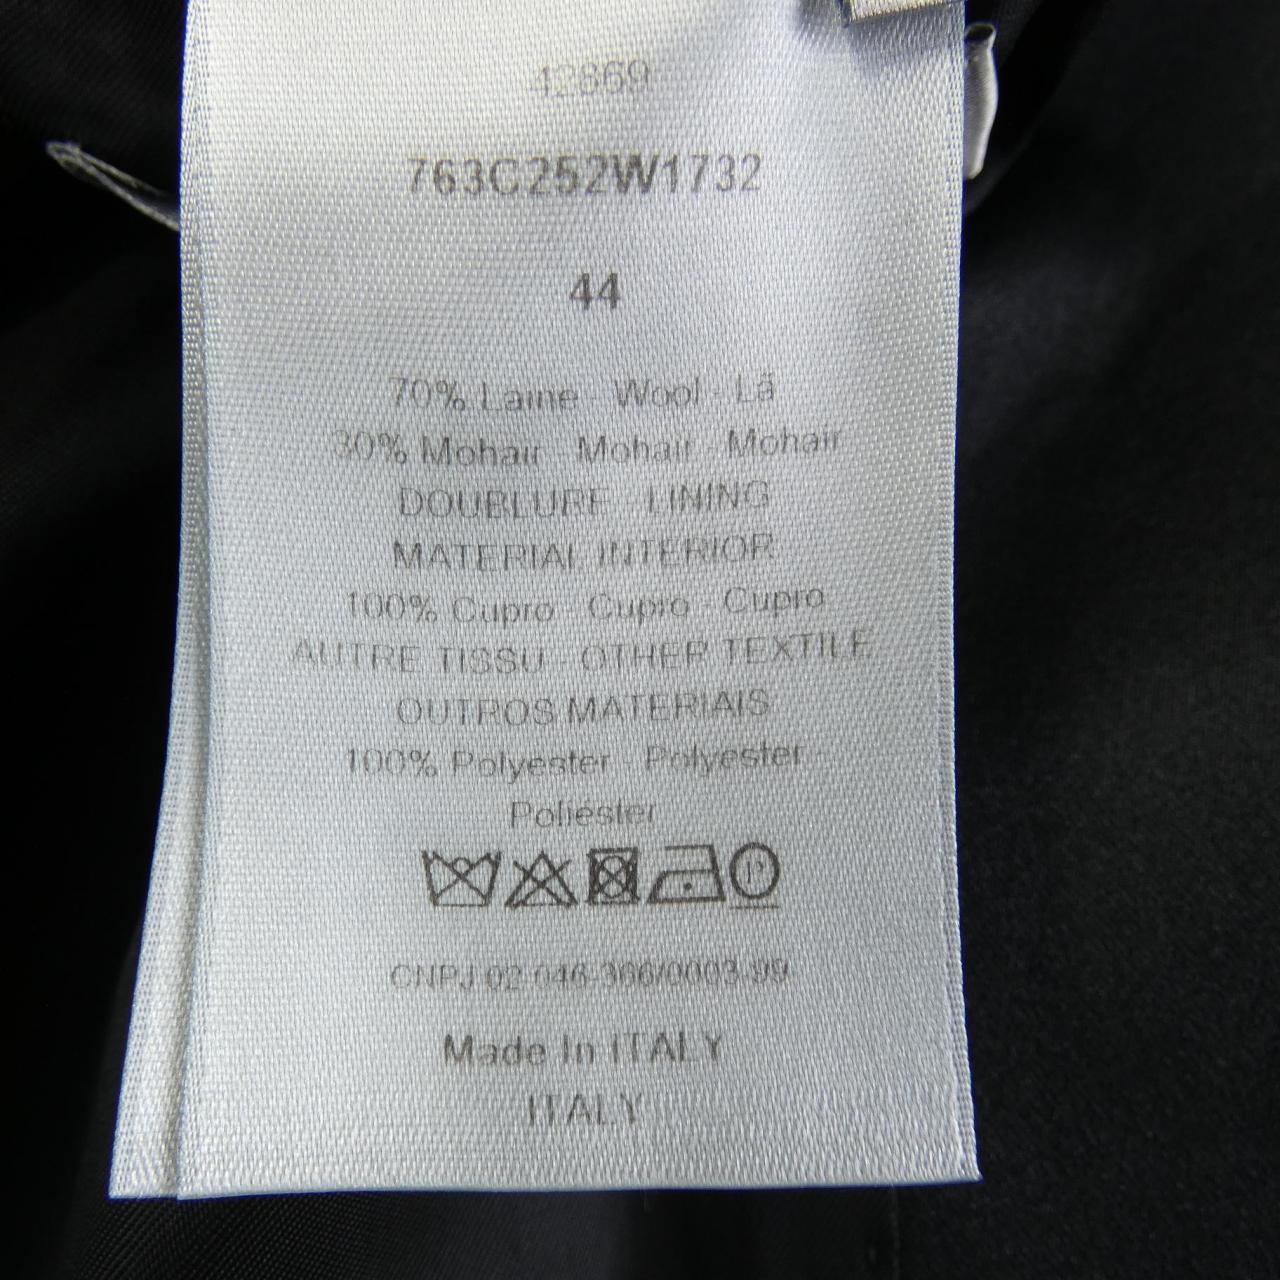 42869
763C252W1732
44
70% Laine - Wool - Lã
30% Mohair - Mohair - Mohair
DOUBLURE - LINING
MATERIAL INTERIOR
100% Cupro - Cupro - Cupro
AUTRE TISSU - OTHER TEXTILE
OUTROS MATERIAIS
100% Polyester - Polyester -
Poliéster
P
CNPJ 02 046-366/0003-99
Made In ITALY
ITALY